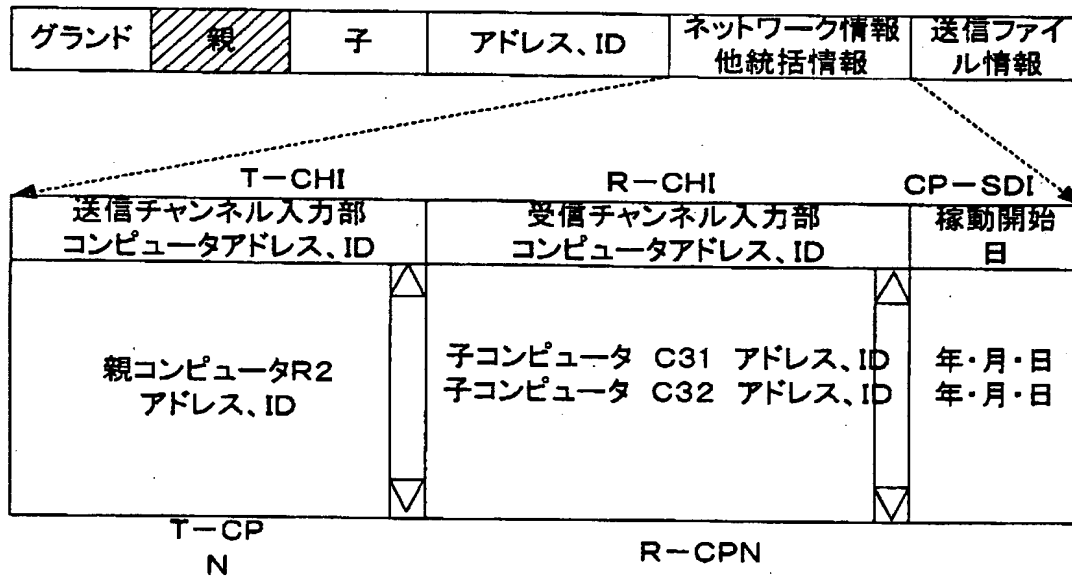 グランド 親 子 アドレス、ID ネットワーク情報
他統括情報 送信ファイ
ル情報
T－CHI R－CHI CP－SDI
送信チャンネル入力部
コンピュータアドレス、ID
受信チャンネル入力部
コンピュータアドレス、ID
稼動開始
日
親コンピュータR2
アドレス、ID
子コンピュータ C31 アドレス、ID 年・月・日
子コンピュータ C32 アドレス、ID 年・月・日
T－CP
N
R－CPN